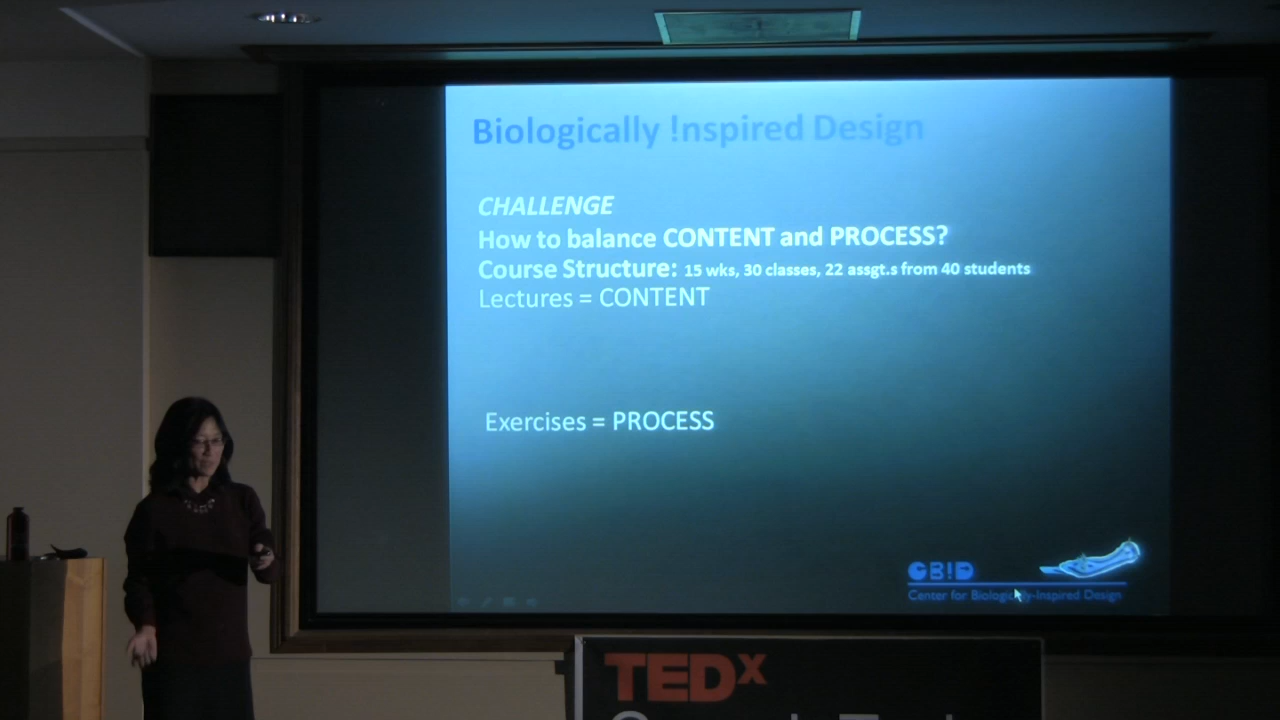 Biologically !nspired Design
CHALLENGE
How to balance CONTENT and PROCESS?
Course Structure: 15 wks, 30 classes, 22 assgt.s from 40 students
Lectures = CONTENT
Exercises = PROCESS
CB!D
Center for Biologically-Inspired Design
TEDx